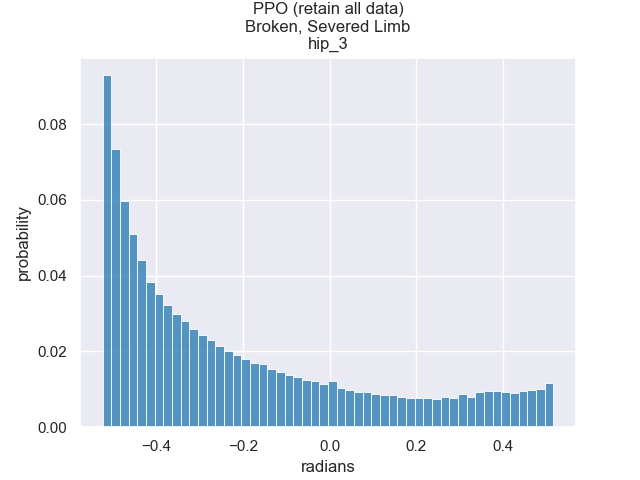 PPO (retain all data)
Broken, Severed Limb
hip_3
probability
0.08
0.06
0.04
0.02
0.00
−0.4 −0.2 0.0 0.2 0.4
radians